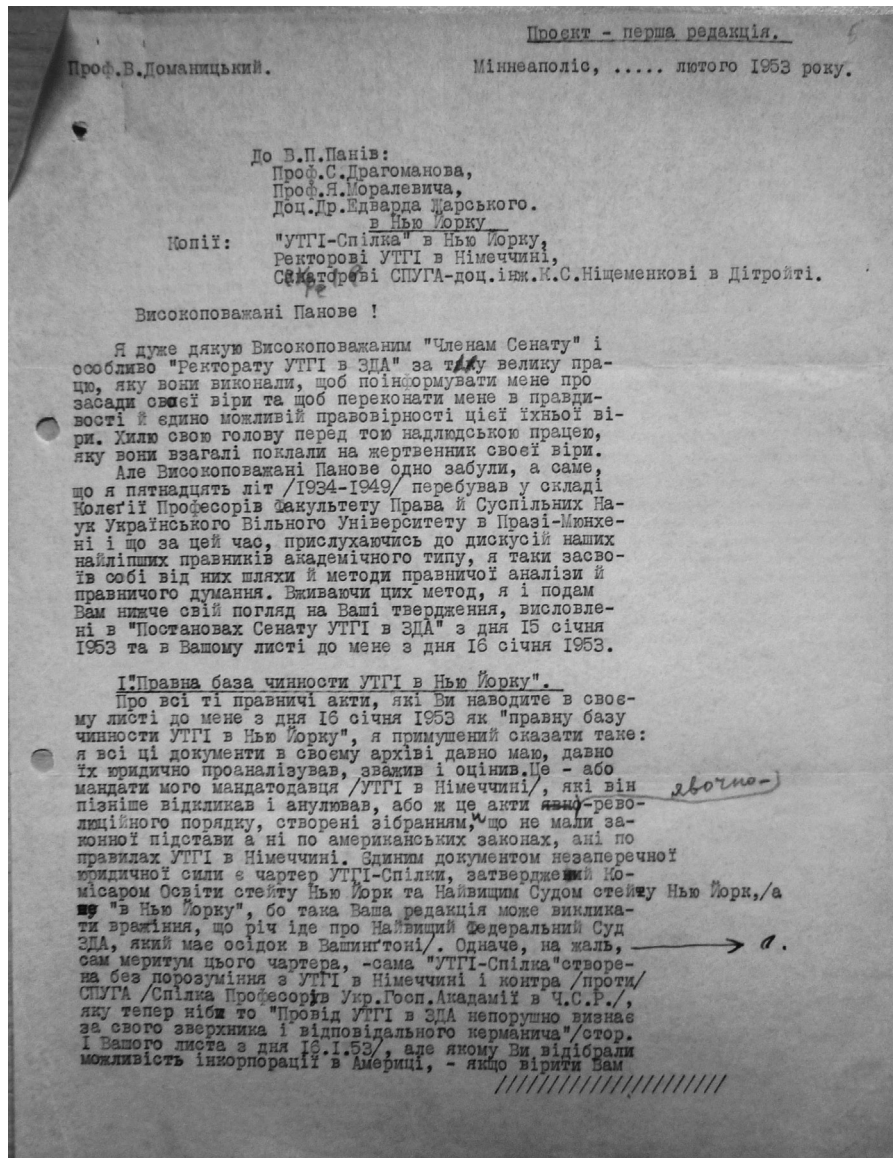 Проєкт - перша редакція.
5
Проф.В.Доманицький.
Міннеаполіс, ..... лютого 1953 року.
До В.П.Панів:
Проф.С.Драгоманова,
Проф.Я.Моралевича,
Доц.Др.Едварда Жарського.
в Нью Йорку
Копії: "УТГІ-Спілка" в Нью Йорку,
Ректорові УТГІ в Німеччині,
СПУГА-доц.інж.К.С.Ніщеменкові в Дітройті.
Високоповажані Панове !
Я дуже дякую Високоповажаним "Членам Сенату" і
особливо "Ректорату УТГІ в ЗДА" за таку велику пра-
цю, яку вони виконали, щоб поінформувати мене про
засади своєї віри та щоб переконати мене в правди-
вості й єдино можливій правовірності цієї їхньої ві-
ри. Хилю свою голову перед тою надлюдською працею,
яку вони взагалі поклали на жертвенник своєї віри.
Але Високоповажані Панове одно забули, а саме,
що я пятнадцять літ /1934-1949/ перебував у складі
Колєґії Професорів Факультету Права й Суспільних На-
ук Українського Вільного Університету в Празі-Мюнхе-
ні і що за цей час, прислухаючись до дискусій наших
найліпших правників академічного типу, я таки засво-
їв собі від них шляхи й методи правничої аналізи й
правничого думання. Вживаючи цих метод, я і подам
Вам нижче свій погляд на Ваші твердження, висловле-
ні в "Постановах Сенату УТГІ в ЗДА" з дня 15 січня
1953 та в Вашому листі до мене з дня 16 січня 1953.
I."Правна база чинности УТГІ в Нью Йорку".
Про всі ті правничі акти, які Ви наводите в своє-
му листі до мене з дня 16 січня 1953 як "правну базу
чинности УТГІ в Нью Йорку", я примушений сказати таке:
я всі ці документи в своєму архіві давно маю, давно
їх юридично проаналізував, зважив і оцінив.Це - або
мандати мого мандатодавця /УТГІ в Німеччині/, які він
явочно-
пізніше відкликав і анулював, або ж це акти явно-рево-
люційного порядку, створені зібранням, що не мали за-
конної підстави а ні по американських законах, ані по
правилах УТГІ в Німеччині. Єдиним документом незаперечної
юридичної сили є чартер УТГІ-Спілки, затверджений Ко-
місаром Освіти стейту Нью Йорк та Найвищим Судом стейту Нью Йорк,/а
не "в Нью Йорку", бо така Ваша редакція може виклика-
ти вражіння, що річ іде про Найвищий Федеральний Суд
ЗДА, який має осідок в Вашинґтоні/. Одначе, на жаль,
сам меритум цього чартера, -сама "УТГІ-Спілка"створе-
на без порозуміння з УТГІ в Німеччині і контра /проти/
СПУГА /Спілка Професорів Укр.Госп.Академії в Ч.С.Р./,
яку тепер ніби то "Провід УТГІ в ЗДА непорушно визнає
за свого зверхника і відповідального керманича"/стор.
I Вашого листа з дня 16.I.53/, але якому Ви відібрали
можливість інкорпорації в Америці, - якщо вірити Вам
///////////////////////